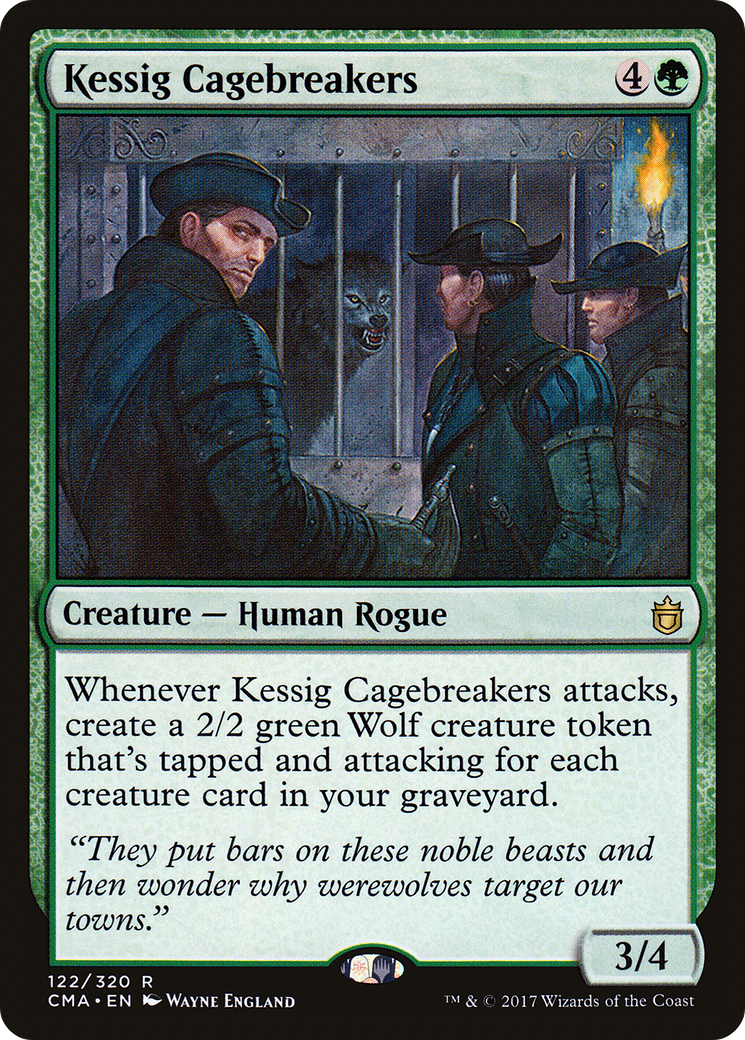 Kessig Cagebreakers 4
Creature — Human Rogue
Whenever Kessig Cagebreakers attacks,
create a 2/2 green Wolf creature token
that's tapped and attacking for each
creature card in your graveyard.
“They put bars on these noble beasts and
then wonder why werewolves target our
towns.”
3/4
122/320 R
CMA • EN Wayne England
™ & © 2017 Wizards of the Coast